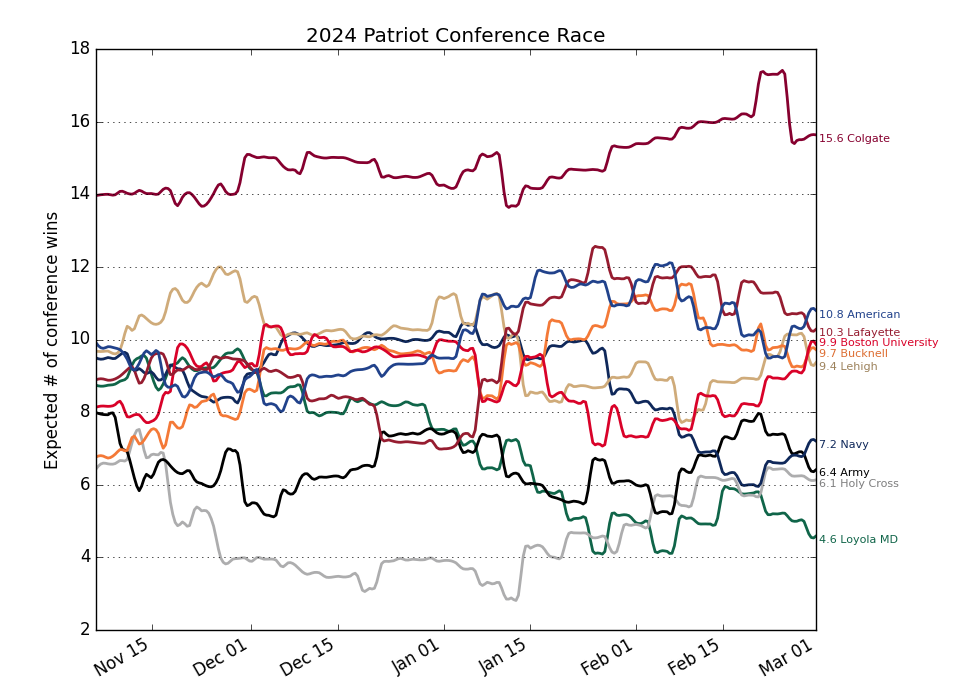 2024 Patriot Conference Race
Expected # of conference wins
18
16
14
12
10
8
6
4
2
15.6 Colgate
10.8 American
10.3 Lafayette
9.9 Boston University
9.7 Bucknell
9.4 Lehigh
7.2 Navy
6.4 Army
6.1 Holy Cross
4.6 Loyola MD
Nov 15
Dec 01
Dec 15
Jan 01
Jan 15
Feb 01
Feb 15
Mar 01